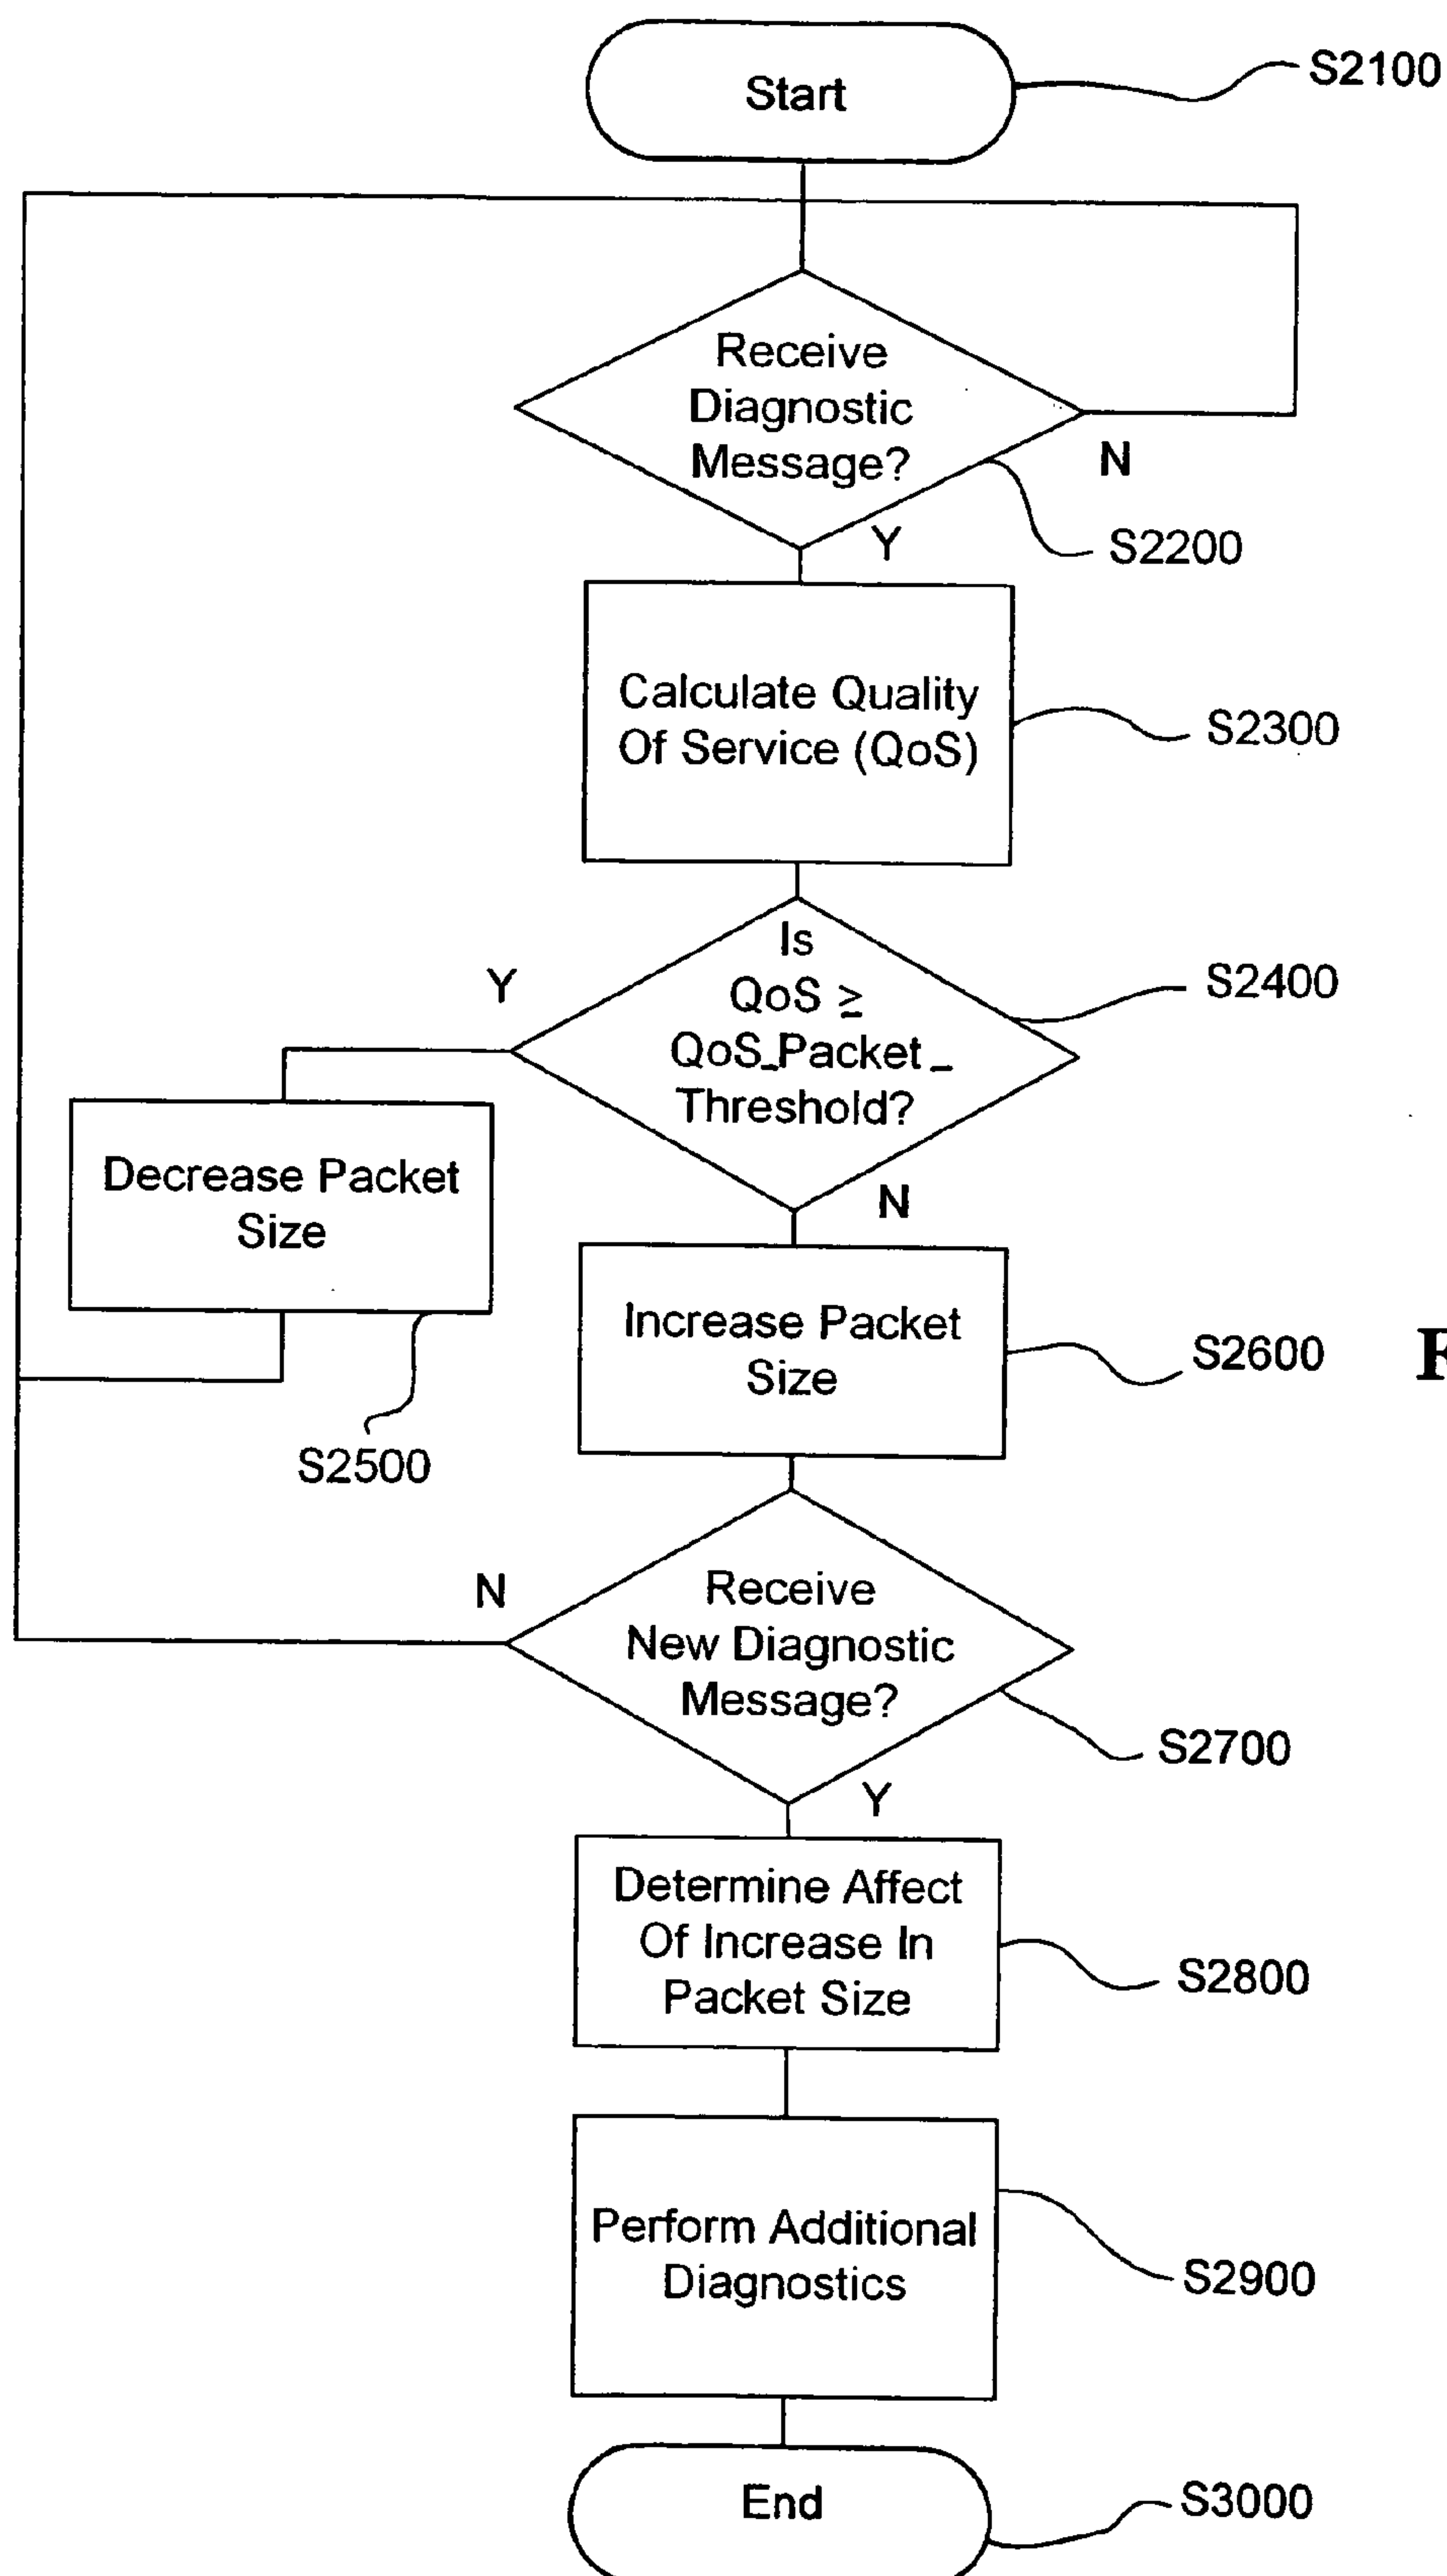 Start
S2100
Receive
Diagnostic
Message?
N
Y
S2200
Calculate Quality
Of Service (QoS)
S2300
Is
QoS ≥
QoS_Packet_
Threshold?
Y
S2400
N
Decrease Packet
Size
S2500
Increase Packet
Size
S2600
F
Receive
New Diagnostic
Message?
N
S2700
Y
Determine Affect
Of Increase In
Packet Size
S2800
Perform Additional
Diagnostics
S2900
End
S3000